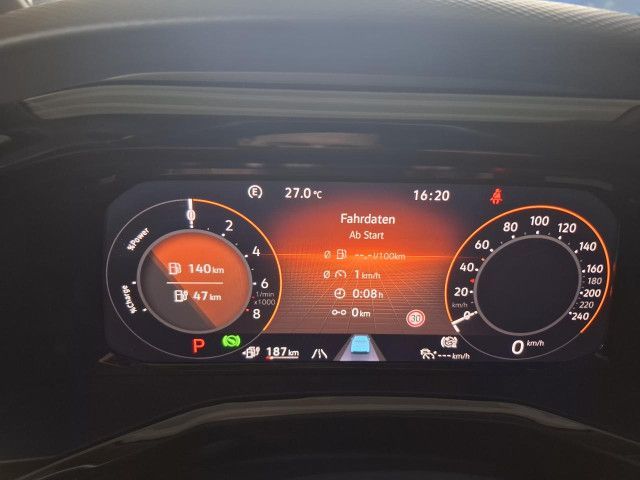 E 27.0 °C 16:20
Fahrdaten
Ab Start
Ø --,- l/100km
Ø 1 km/h
0:08 h
0 km
%Power
%Charge
0
2
4
6
8
1/min
x1000
140 km
47 km
P
187 km
30
---km/h
0
20
40
60
80
100
120
140
160
180
200
220
240
km/h
0 km/h